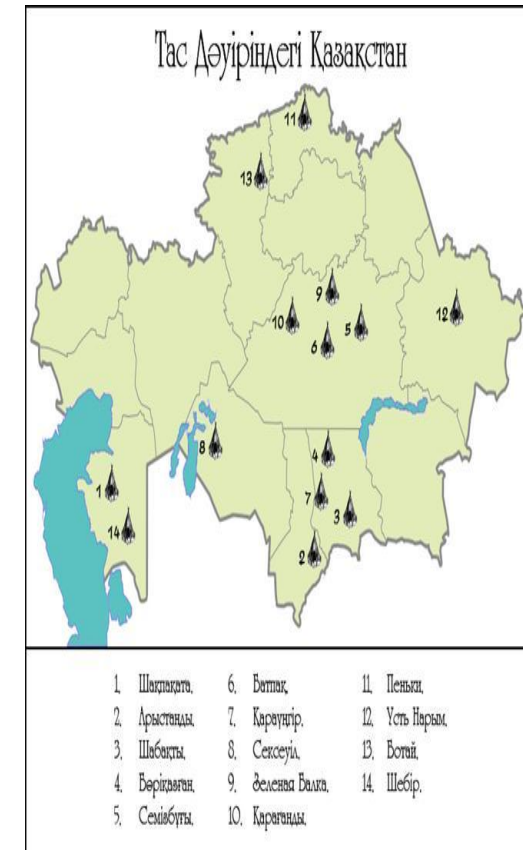 Тас Дәуіріндегі Қазақстан
11
13
9
10
5
12
6
8
4
1
7
3
14
2
1. Шақпақата.
2. Арыстанды.
3. Шабақты.
4. Бөріқазған.
5. Семізбұғы.
6. Батпақ.
7. Қараүңгір.
8. Сексеуіл.
9. Зеленая Балка.
10. Қарағанды.
11. Пеньки.
12. Усть Нарым.
13. Ботай.
14. Шебір.